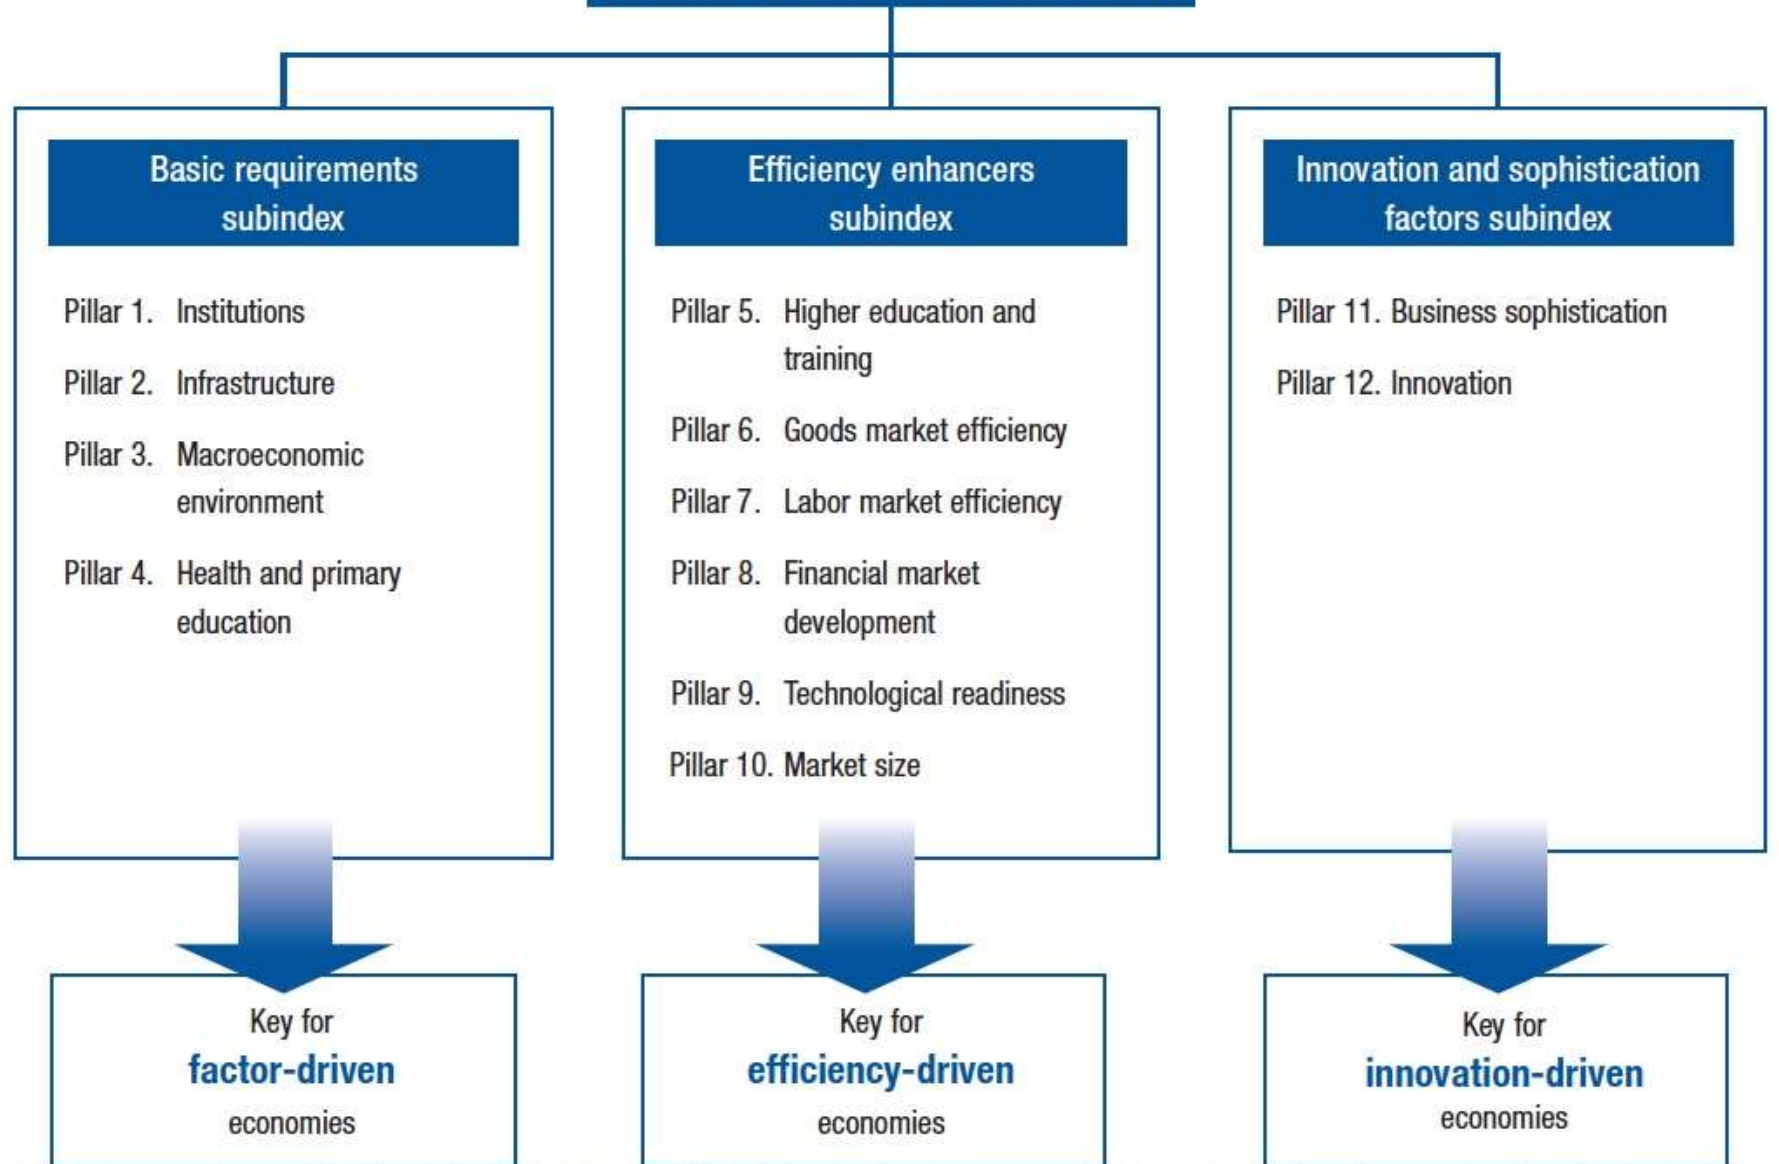 Basic requirements
subindex
Pillar 1. Institutions
Pillar 2. Infrastructure
Pillar 3. Macroeconomic
environment
Pillar 4. Health and primary
education
Key for
factor-driven
economies
Efficiency enhancers
subindex
Pillar 5. Higher education and
training
Pillar 6. Goods market efficiency
Pillar 7. Labor market efficiency
Pillar 8. Financial market
development
Pillar 9. Technological readiness
Pillar 10. Market size
Key for
efficiency-driven
economies
Innovation and sophistication
factors subindex
Pillar 11. Business sophistication
Pillar 12. Innovation
Key for
innovation-driven
economies